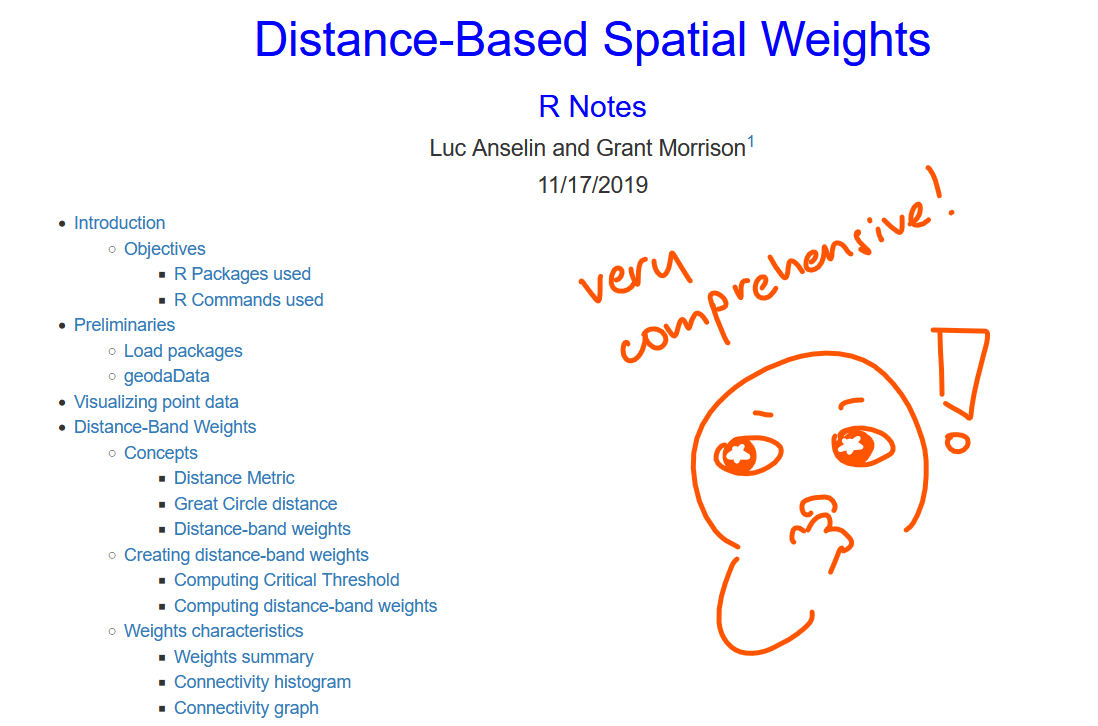 Distance-Based Spatial Weights
R Notes
Luc Anselin and Grant Morrison1
11/17/2019
• Introduction
○ Objectives
▪ R Packages used
▪ R Commands used
• Preliminaries
○ Load packages
○ geodaData
• Visualizing point data
• Distance-Band Weights
○ Concepts
▪ Distance Metric
▪ Great Circle distance
▪ Distance-band weights
○ Creating distance-band weights
▪ Computing Critical Threshold
▪ Computing distance-band weights
○ Weights characteristics
▪ Weights summary
▪ Connectivity histogram
▪ Connectivity graph
very
comprehensive!
!